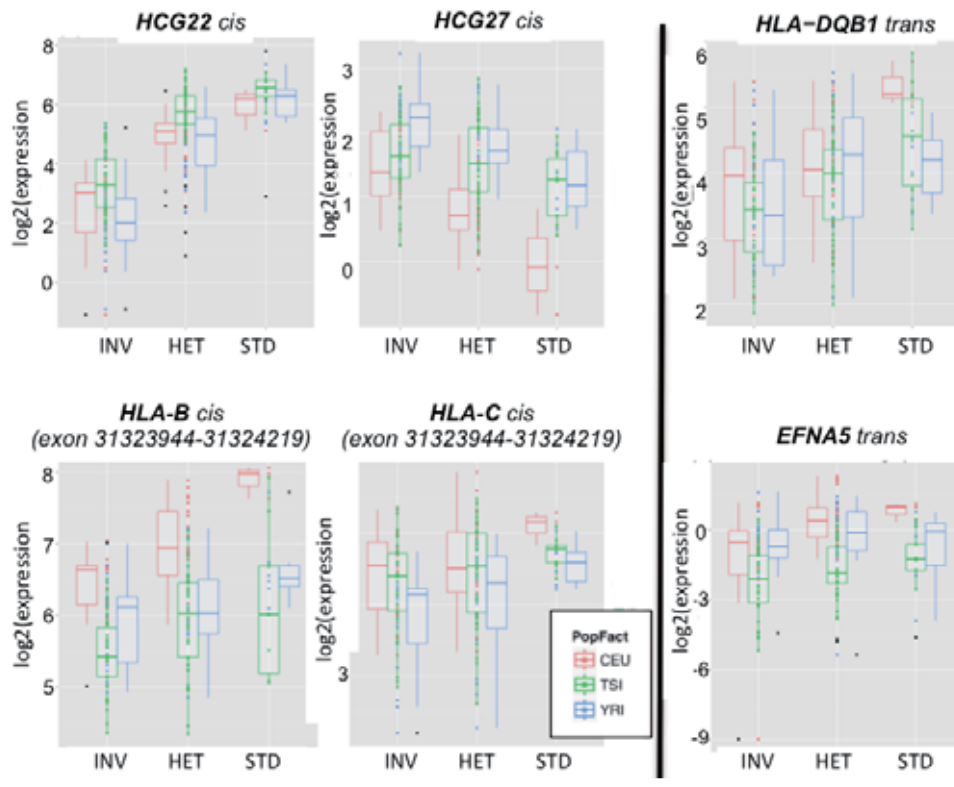 HCG22 cis
HCG27 cis
HLA−DQB1 trans
log2(expression)
8
6
4
2
0
INV HET STD
log2(expression)
3
2
1
0
INV HET STD
log2(expression)
6
5
4
3
2
INV HET STD
HLA-B cis
(exon 31323944-31324219)
HLA-C cis
(exon 31323944-31324219)
EFNA5 trans
log2(expression)
8
7
6
5
INV HET STD
log2(expression)
3
INV HET STD
PopFact
CEU
TSI
YRI
log2(expression)
0
-3
-6
-9
INV HET STD